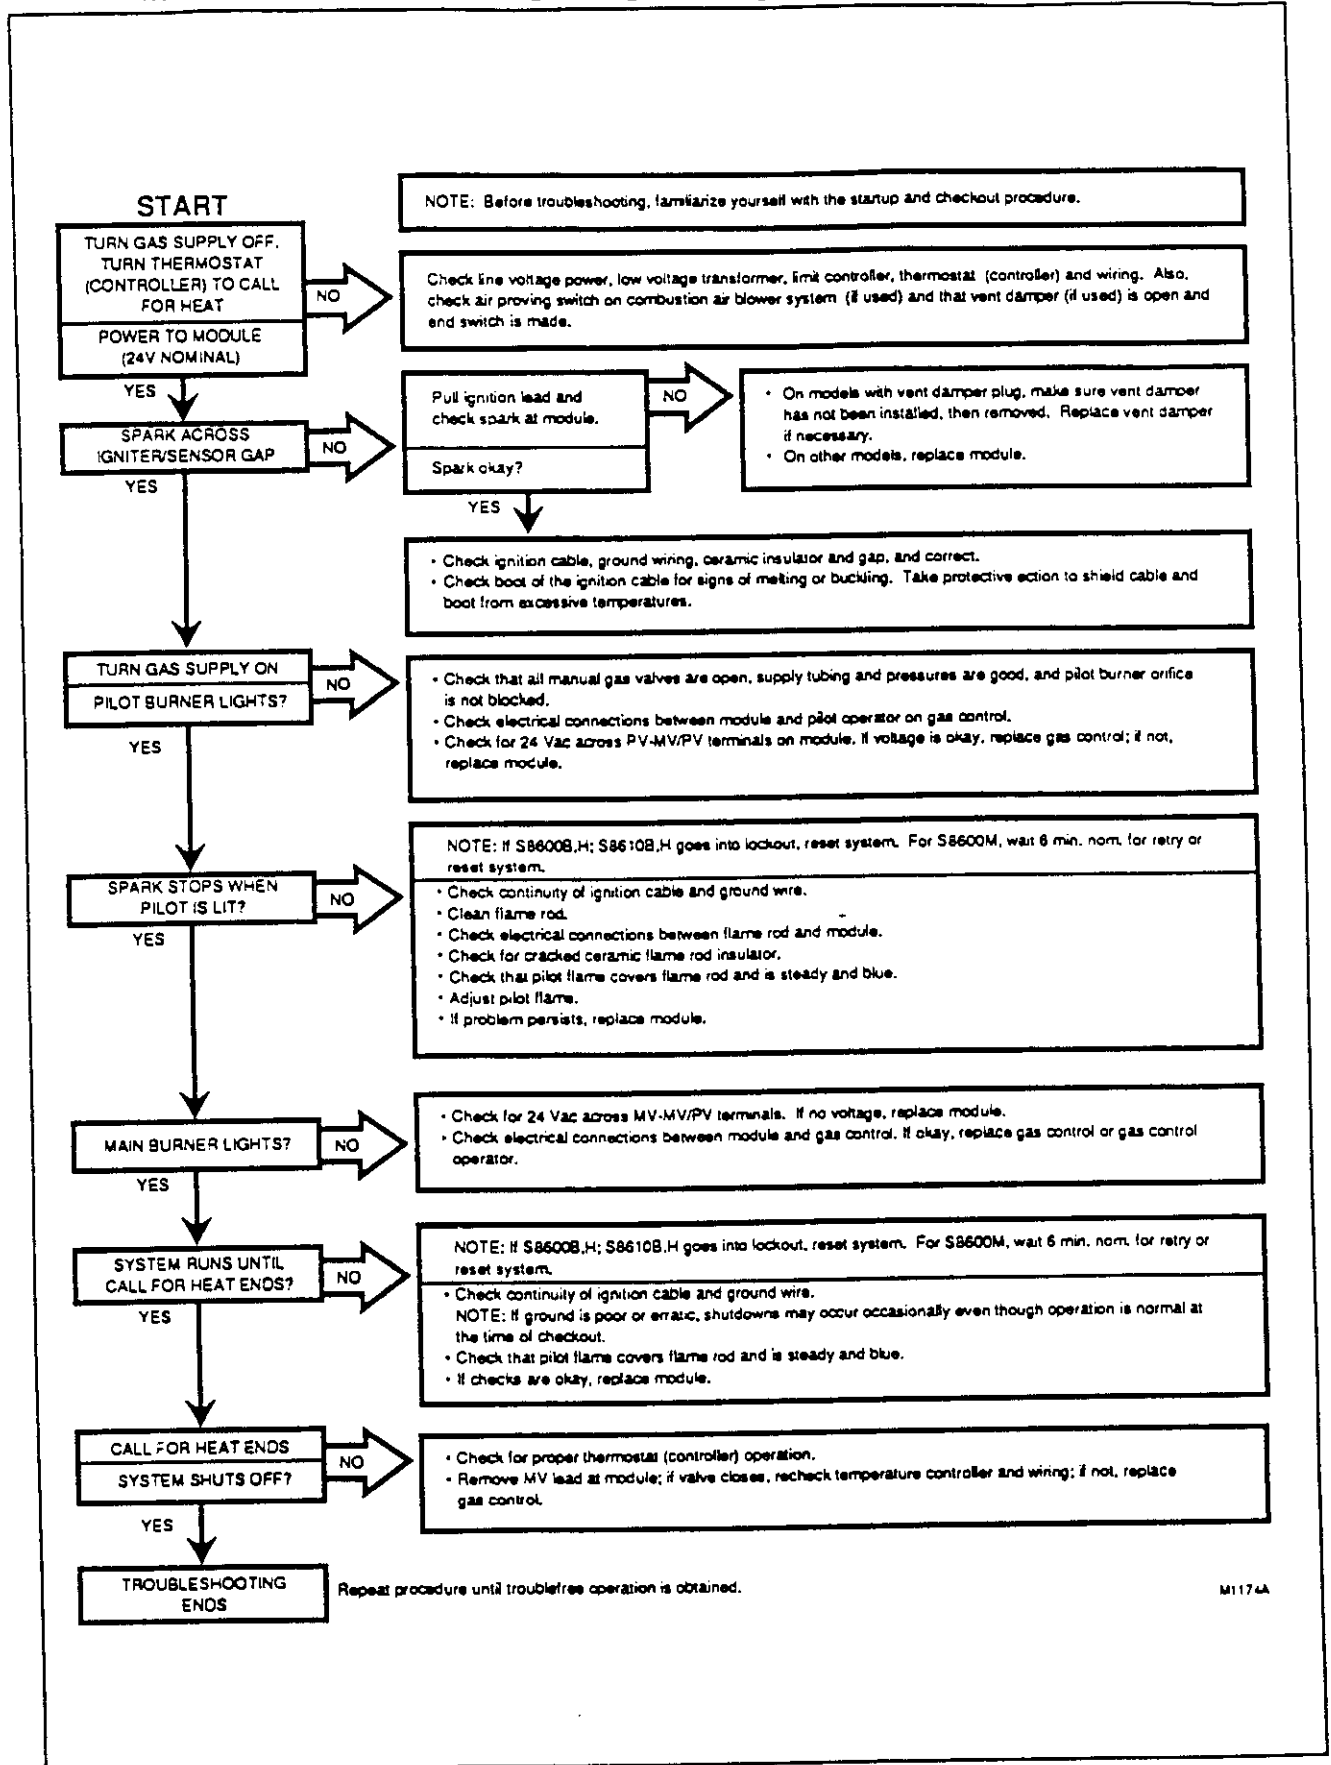 START
NOTE: Before troubleshooting, familiarize yourself with the startup and checkout procedure.
TURN GAS SUPPLY OFF.
TURN THERMOSTAT
(CONTROLLER) TO CALL
FOR HEAT
POWER TO MODULE
(24V NOMINAL)
NO
Check line voltage power, low voltage transformer, limit controller, thermostat (controller) and wiring. Also,
check air proving switch on combustion air blower system (if used) and that vent damper (if used) is open and
end switch is made.
YES
SPARK ACROSS
IGNITER/SENSOR GAP
NO
Pull ignition lead and
check spark at module.
Spark okay?
NO
• On models with vent damper plug, make sure vent damper
has not been installed, then removed. Replace vent damper
if necessary.
• On other models, replace module.
YES
YES
• Check ignition cable, ground wiring, ceramic insulator and gap, and correct.
• Check boot of the ignition cable for signs of melting or buckling. Take protective action to shield cable and
boot from excessive temperatures.
TURN GAS SUPPLY ON
PILOT BURNER LIGHTS?
NO
• Check that all manual gas valves are open, supply tubing and pressures are good, and pilot burner orifice
is not blocked.
• Check electrical connections between module and pilot operator on gas control.
• Check for 24 Vac across PV-MV/PV terminals on module. If voltage is okay, replace gas control; if not,
replace module.
YES
SPARK STOPS WHEN
PILOT IS LIT?
NO
NOTE: If S8600B,H; S8610B,H goes into lockout, reset system. For S8600M, wait 6 min. nom. for retry or
reset system.
• Check continuity of ignition cable and ground wire.
• Clean flame rod.
• Check electrical connections between flame rod and module.
• Check for cracked ceramic flame rod insulator.
• Check that pilot flame covers flame rod and is steady and blue.
• Adjust pilot flame.
• If problem persists, replace module.
YES
MAIN BURNER LIGHTS?
NO
• Check for 24 Vac across MV-MV/PV terminals. If no voltage, replace module.
• Check electrical connections between module and gas control. If okay, replace gas control or gas control
operator.
YES
SYSTEM RUNS UNTIL
CALL FOR HEAT ENDS?
NO
NOTE: If S8600B,H; S8610B,H goes into lockout, reset system. For S8600M, wait 6 min. nom. for retry or
reset system.
• Check continuity of ignition cable and ground wire.
NOTE: If ground is poor or erratic, shutdowns may occur occasionally even though operation is normal at
the time of checkout.
• Check that pilot flame covers flame rod and is steady and blue.
• If checks are okay, replace module.
YES
CALL FOR HEAT ENDS
SYSTEM SHUTS OFF?
NO
• Check for proper thermostat (controller) operation.
• Remove MV lead at module; if valve closes, recheck temperature controller and wiring; if not, replace
gas control.
YES
TROUBLESHOOTING
ENDS
Repeat procedure until troublefree operation is obtained.
M1174A